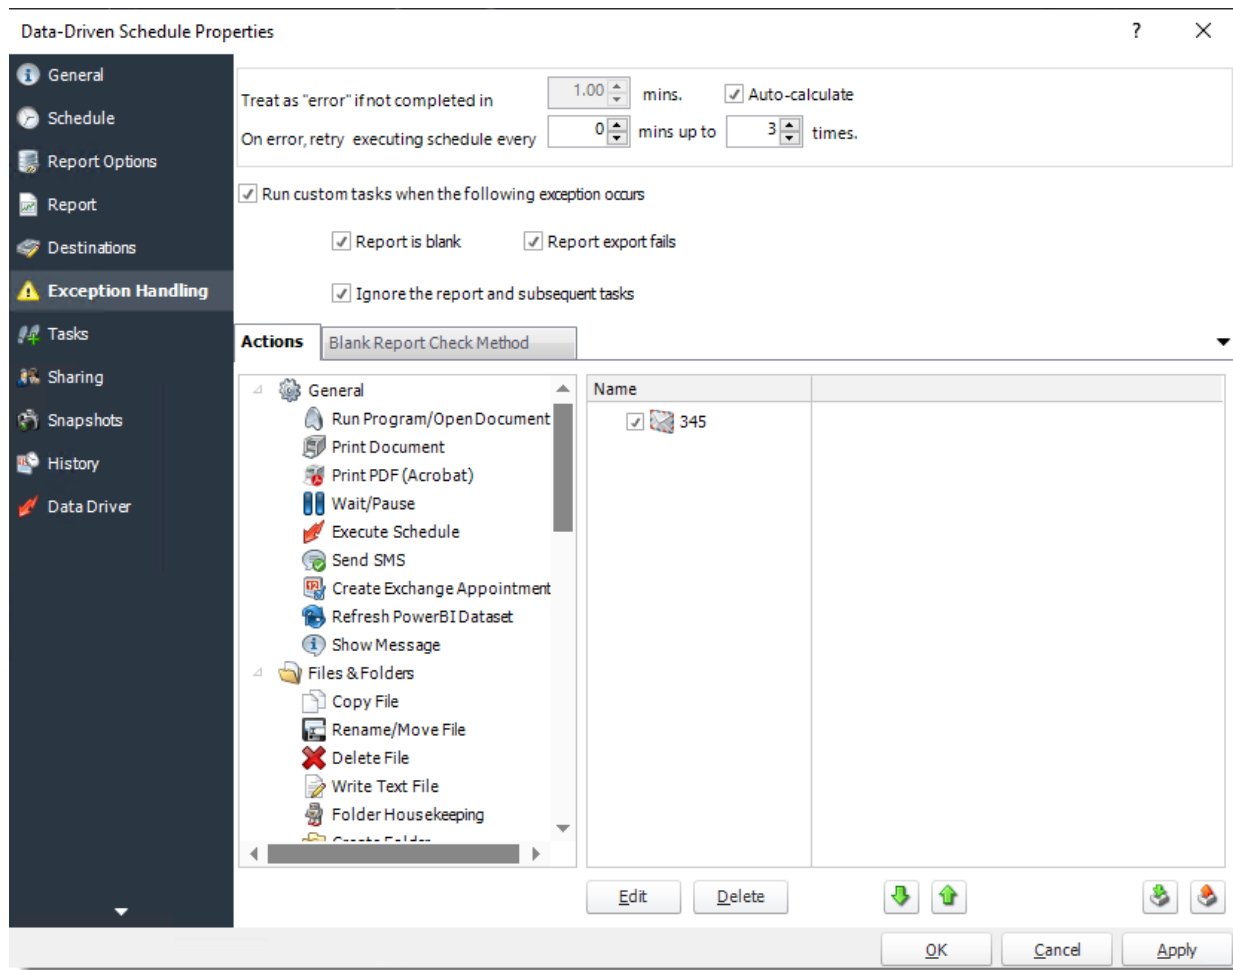 Data-Driven Schedule Properties
?
General
Schedule
Report Options
Report
Destinations
Exception Handling
Tasks
Sharing
Snapshots
History
Data Driver
Treat as "error" if not completed in 1.00 mins. Auto-calculate
On error, retry executing schedule every 0 mins up to 3 times.
Run custom tasks when the following exception occurs
Report is blank Report export fails
Ignore the report and subsequent tasks
Actions Blank Report Check Method
General
Run Program/Open Document
Print Document
Print PDF (Acrobat)
Wait/Pause
Execute Schedule
Send SMS
Create Exchange Appointment
Refresh PowerBI Dataset
Show Message
Files & Folders
Copy File
Rename/Move File
Delete File
Write Text File
Folder Housekeeping
Create Folder
Name
345
Edit Delete
OK Cancel Apply